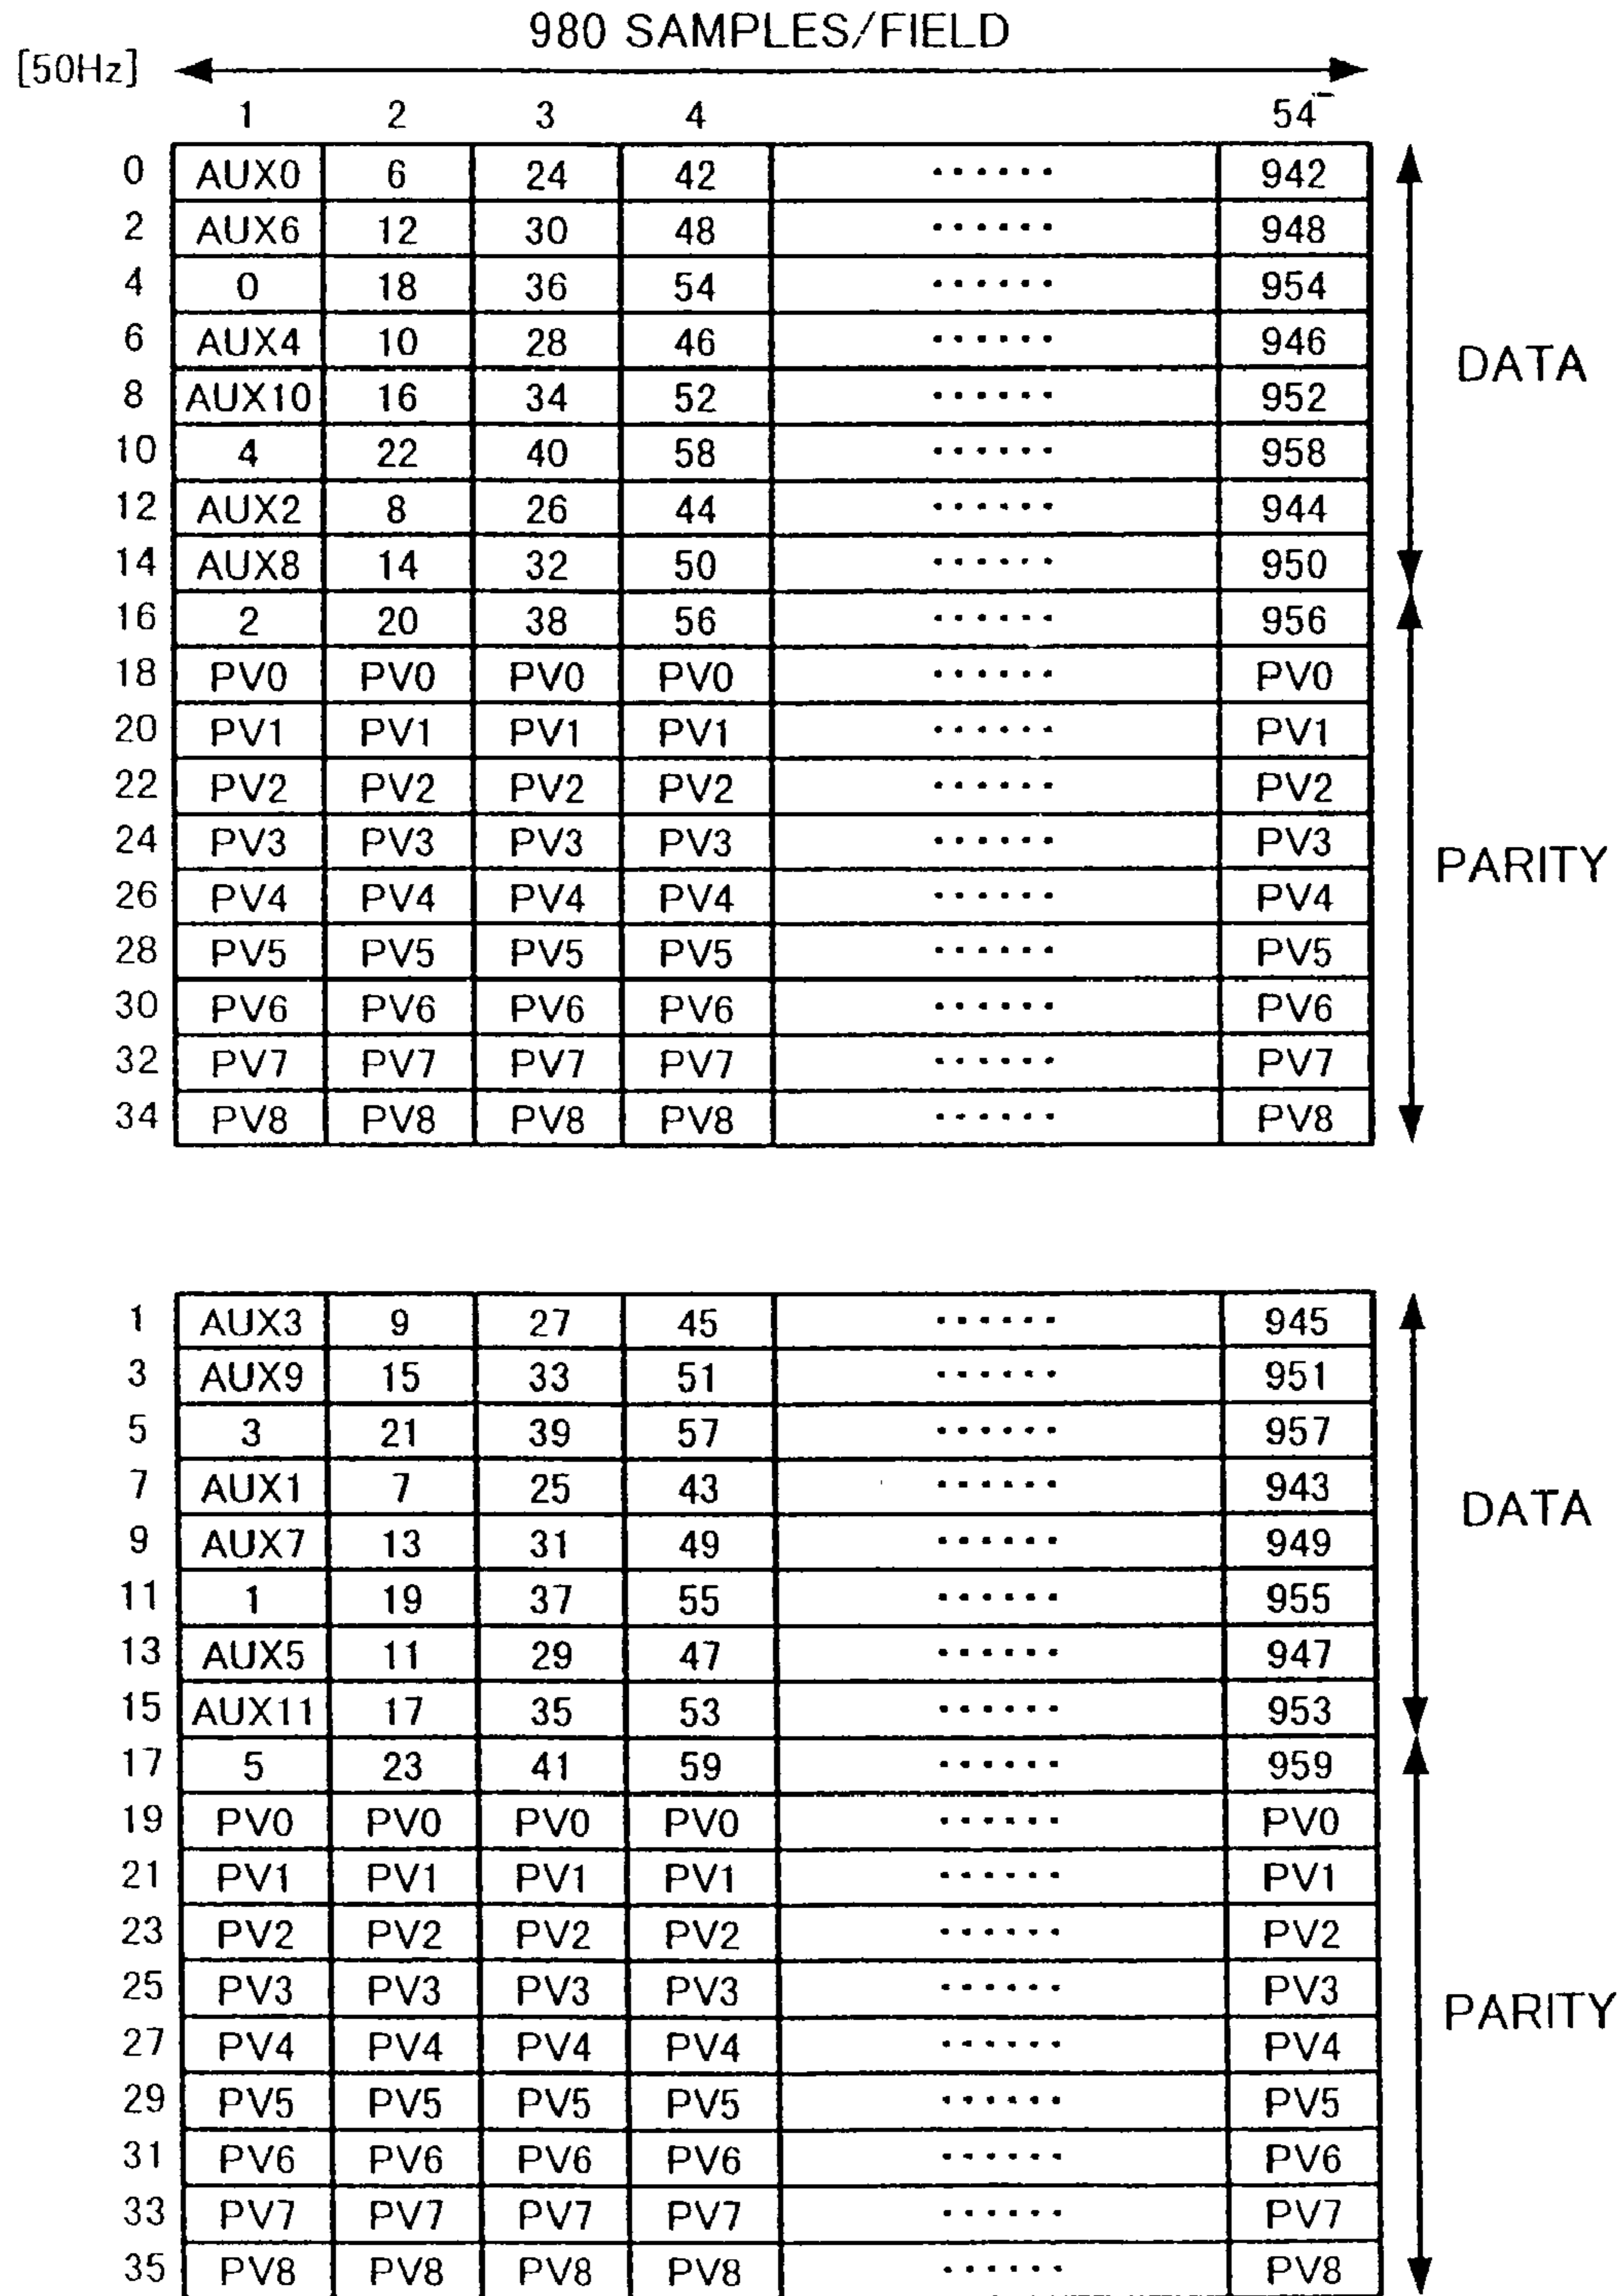 980 SAMPLES/FIELD
[50Hz]
1 2 3 4 54
0 AUX0 6 24 42 ...... 942
2 AUX6 12 30 48 ...... 948
4 0 18 36 54 ...... 954
6 AUX4 10 28 46 ...... 946
8 AUX10 16 34 52 ...... 952
DATA
10 4 22 40 58 ...... 958
12 AUX2 8 26 44 ...... 944
14 AUX8 14 32 50 ...... 950
16 2 20 38 56 ...... 956
18 PV0 PV0 PV0 PV0 ...... PV0
20 PV1 PV1 PV1 PV1 ...... PV1
22 PV2 PV2 PV2 PV2 ...... PV2
24 PV3 PV3 PV3 PV3 ...... PV3
PARITY
26 PV4 PV4 PV4 PV4 ...... PV4
28 PV5 PV5 PV5 PV5 ...... PV5
30 PV6 PV6 PV6 PV6 ...... PV6
32 PV7 PV7 PV7 PV7 ...... PV7
34 PV8 PV8 PV8 PV8 ...... PV8
1 AUX3 9 27 45 ...... 945
3 AUX9 15 33 51 ...... 951
5 3 21 39 57 ...... 957
7 AUX1 7 25 43 ...... 943
DATA
9 AUX7 13 31 49 ...... 949
11 1 19 37 55 ...... 955
13 AUX5 11 29 47 ...... 947
15 AUX11 17 35 53 ...... 953
17 5 23 41 59 ...... 959
19 PV0 PV0 PV0 PV0 ...... PV0
21 PV1 PV1 PV1 PV1 ...... PV1
23 PV2 PV2 PV2 PV2 ...... PV2
25 PV3 PV3 PV3 PV3 ...... PV3
PARITY
27 PV4 PV4 PV4 PV4 ...... PV4
29 PV5 PV5 PV5 PV5 ...... PV5
31 PV6 PV6 PV6 PV6 ...... PV6
33 PV7 PV7 PV7 PV7 ...... PV7
35 PV8 PV8 PV8 PV8 ...... PV8